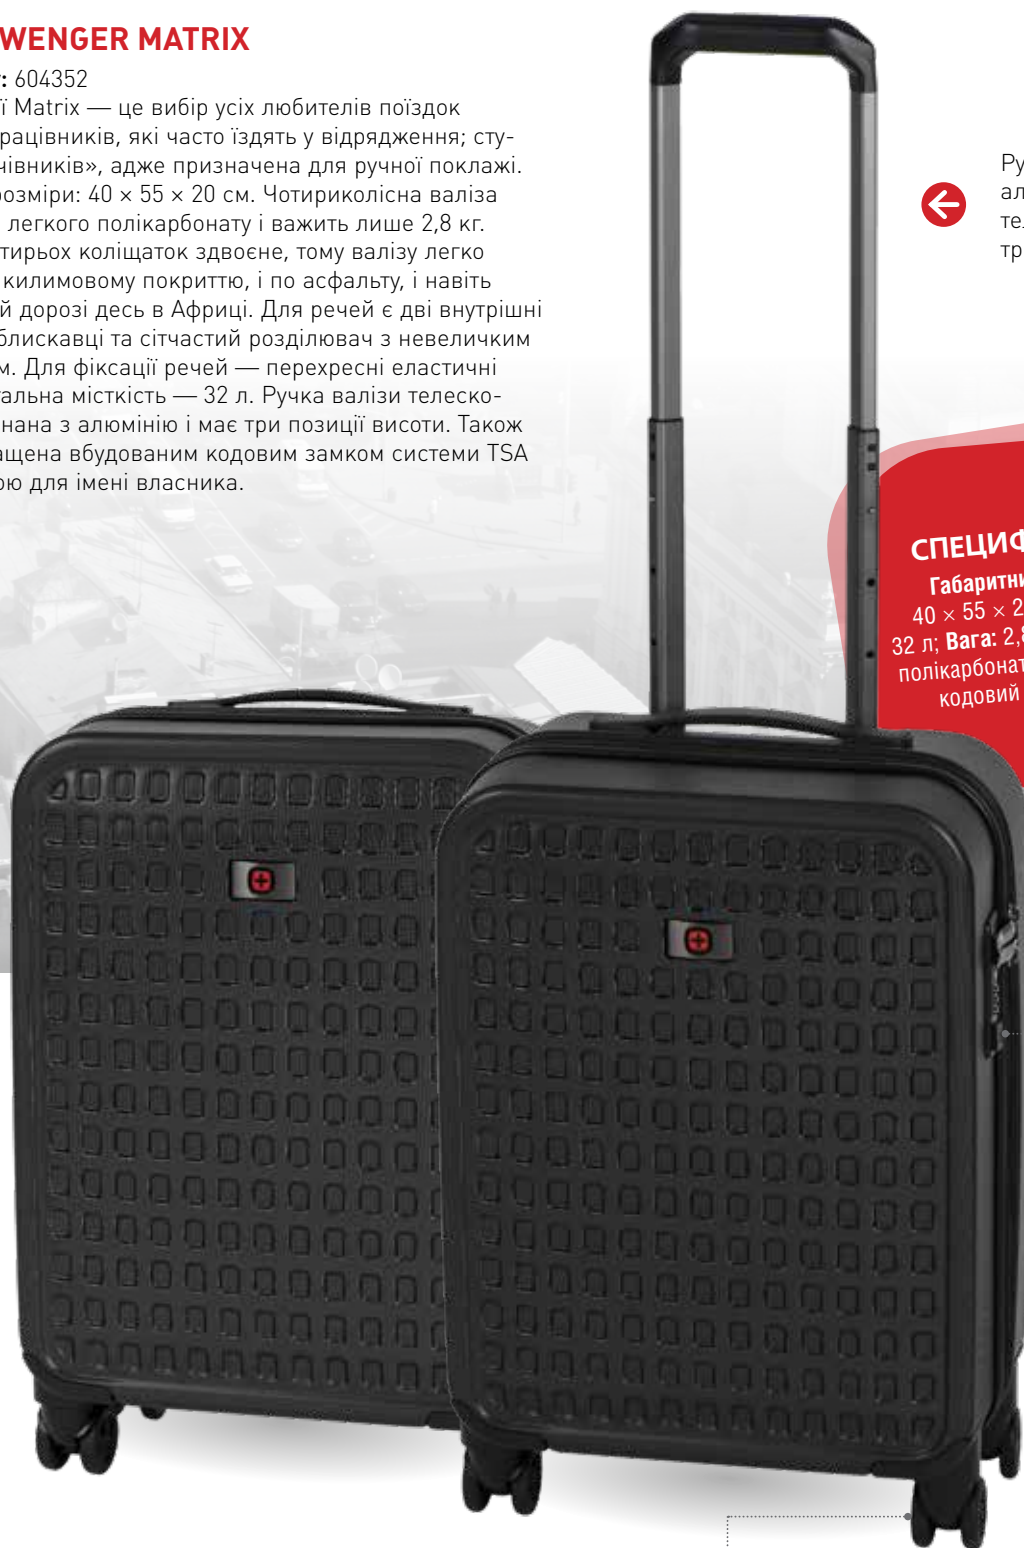 WENGER MATRIX
: 604352
ї Matrix — це вибір усіх любителів поїздок
рацівників, які часто їздять у відрядження; сту-
чівників», адже призначена для ручної поклажі.
розміри: 40 × 55 × 20 см. Чотириколісна валіза
легкого полікарбонату і важить лише 2,8 кг.
тирьох коліщаток здвоєне, тому валізу легко
килимовому покриттю, і по асфальту, і навіть
й дорозі десь в Африці. Для речей є дві внутрішні
блискавці та сітчастий розділювач з невеличким
м. Для фіксації речей — перехресні еластичні
тальна місткість — 32 л. Ручка валізи телеско-
нана з алюмінію і має три позиції висоти. Також
ащена вбудованим кодовим замком системи TSA
ою для імені власника.
Ру
ал
тел
тр
СПЕЦИФ
Габаритни
40 × 55 × 2
32 л; Вага: 2,8
полікарбонат
кодовий